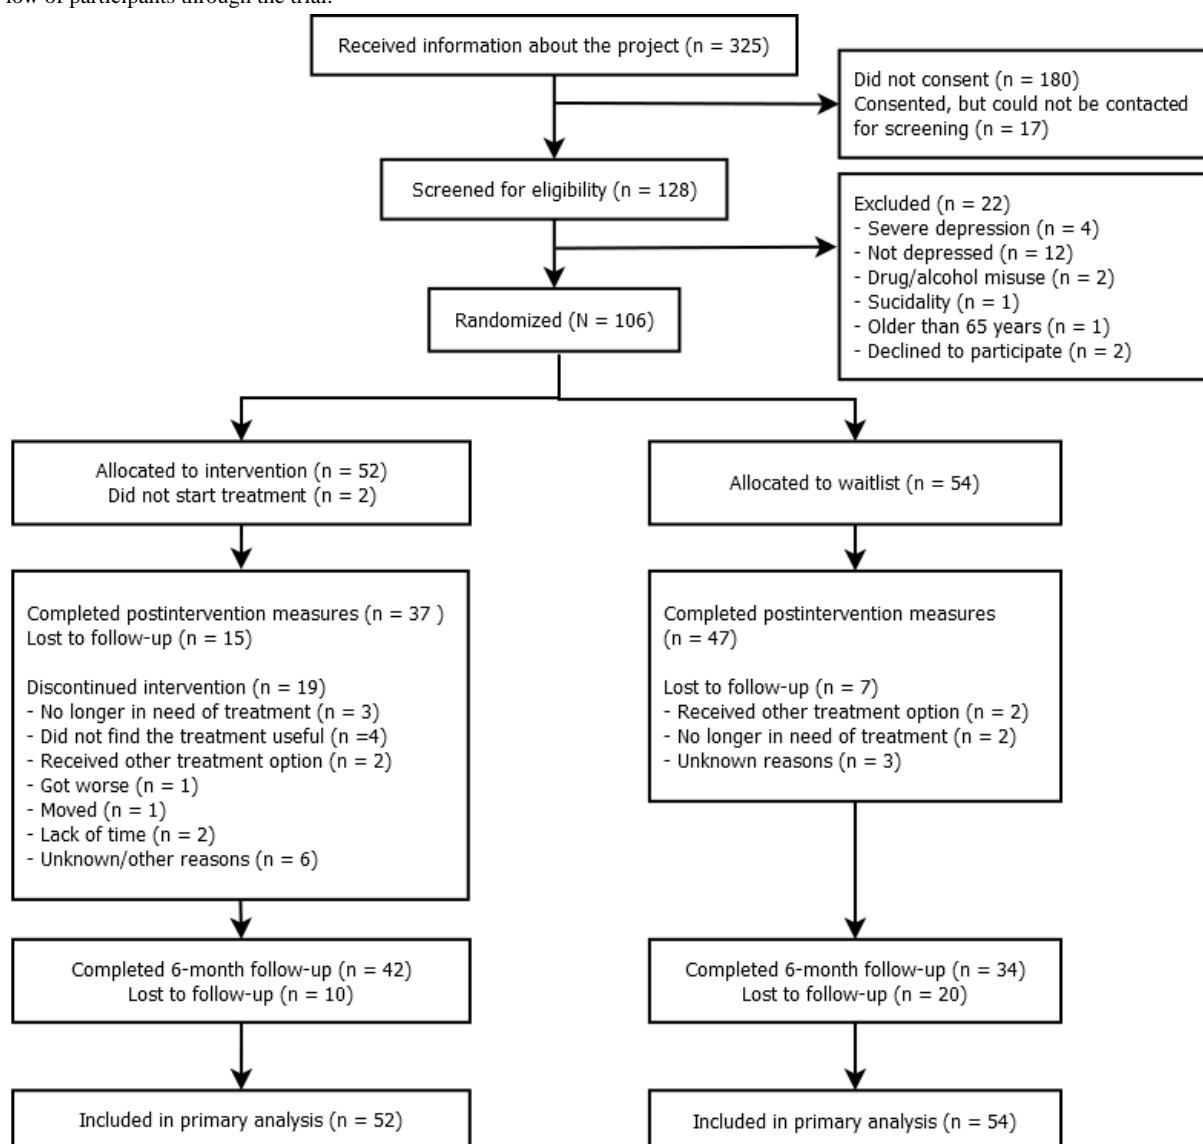 low of participants through the trial.
Received information about the project (n = 325)
Did not consent (n = 180)
Consented, but could not be contacted
for screening (n = 17)
Screened for eligibility (n = 128)
Excluded (n = 22)
- Severe depression (n = 4)
- Not depressed (n = 12)
- Drug/alcohol misuse (n = 2)
- Sucidality (n = 1)
- Older than 65 years (n = 1)
- Declined to participate (n = 2)
Randomized (N = 106)
Allocated to intervention (n = 52)
Did not start treatment (n = 2)
Allocated to waitlist (n = 54)
Completed postintervention measures (n = 37 )
Lost to follow-up (n = 15)
Discontinued intervention (n = 19)
- No longer in need of treatment (n = 3)
- Did not find the treatment useful (n =4)
- Received other treatment option (n = 2)
- Got worse (n = 1)
- Moved (n = 1)
- Lack of time (n = 2)
- Unknown/other reasons (n = 6)
Completed postintervention measures
(n = 47)
Lost to follow-up (n = 7)
- Received other treatment option (n = 2)
- No longer in need of treatment (n = 2)
- Unknown reasons (n = 3)
Completed 6-month follow-up (n = 42)
Lost to follow-up (n = 10)
Completed 6-month follow-up (n = 34)
Lost to follow-up (n = 20)
Included in primary analysis (n = 52)
Included in primary analysis (n = 54)